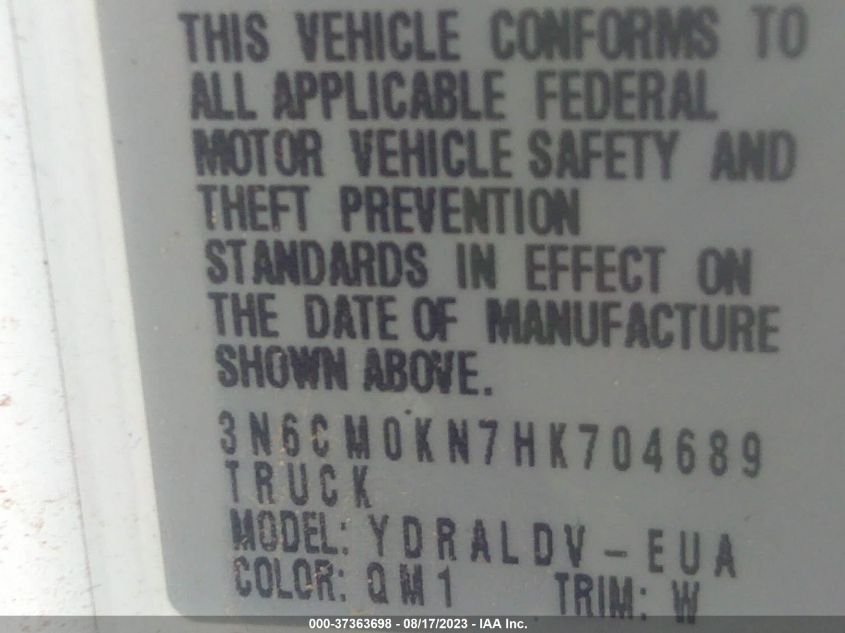 THIS VEHICLE CONFORMS TO
ALL APPLICABLE FEDERAL
MOTOR VEHICLE SAFETY AND
THEFT PREVENTION
STANDARDS IN EFFECT ON
THE DATE OF MANUFACTURE
SHOWN ABOVE.
3N6CM0KN7HK704689
TRUCK
MODEL: YDRALDV-EUA
COLOR: QM1 TRIM: W
000-37363698 - 08/17/2023 - IAA Inc.